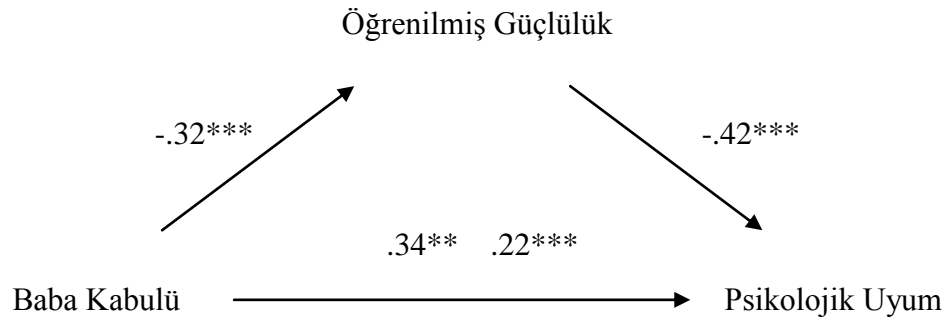 Öğrenilmiş Güçlülük
-.32***
-.42***
.34** .22***
Baba Kabulü
Psikolojik Uyum